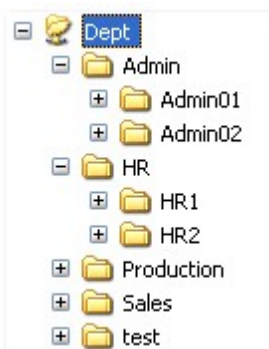 Dept
Admin
Admin01
Admin02
HR
HR1
HR2
Production
Sales
test